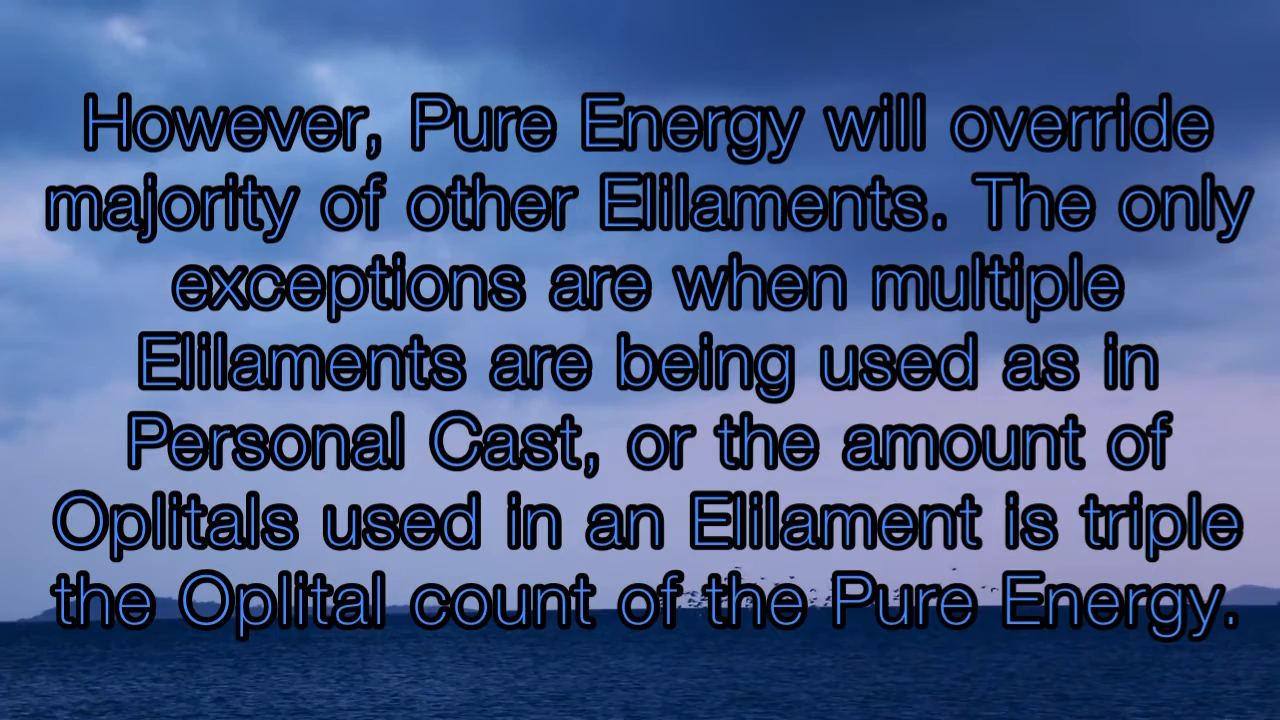 However, Pure Energy will override
majority of other Elilaments. The only
exceptions are when multiple
Elilaments are being used as in
Personal Cast, or the amount of
Oplitals used in an Elilament is triple
the Oplital count of the Pure Energy.